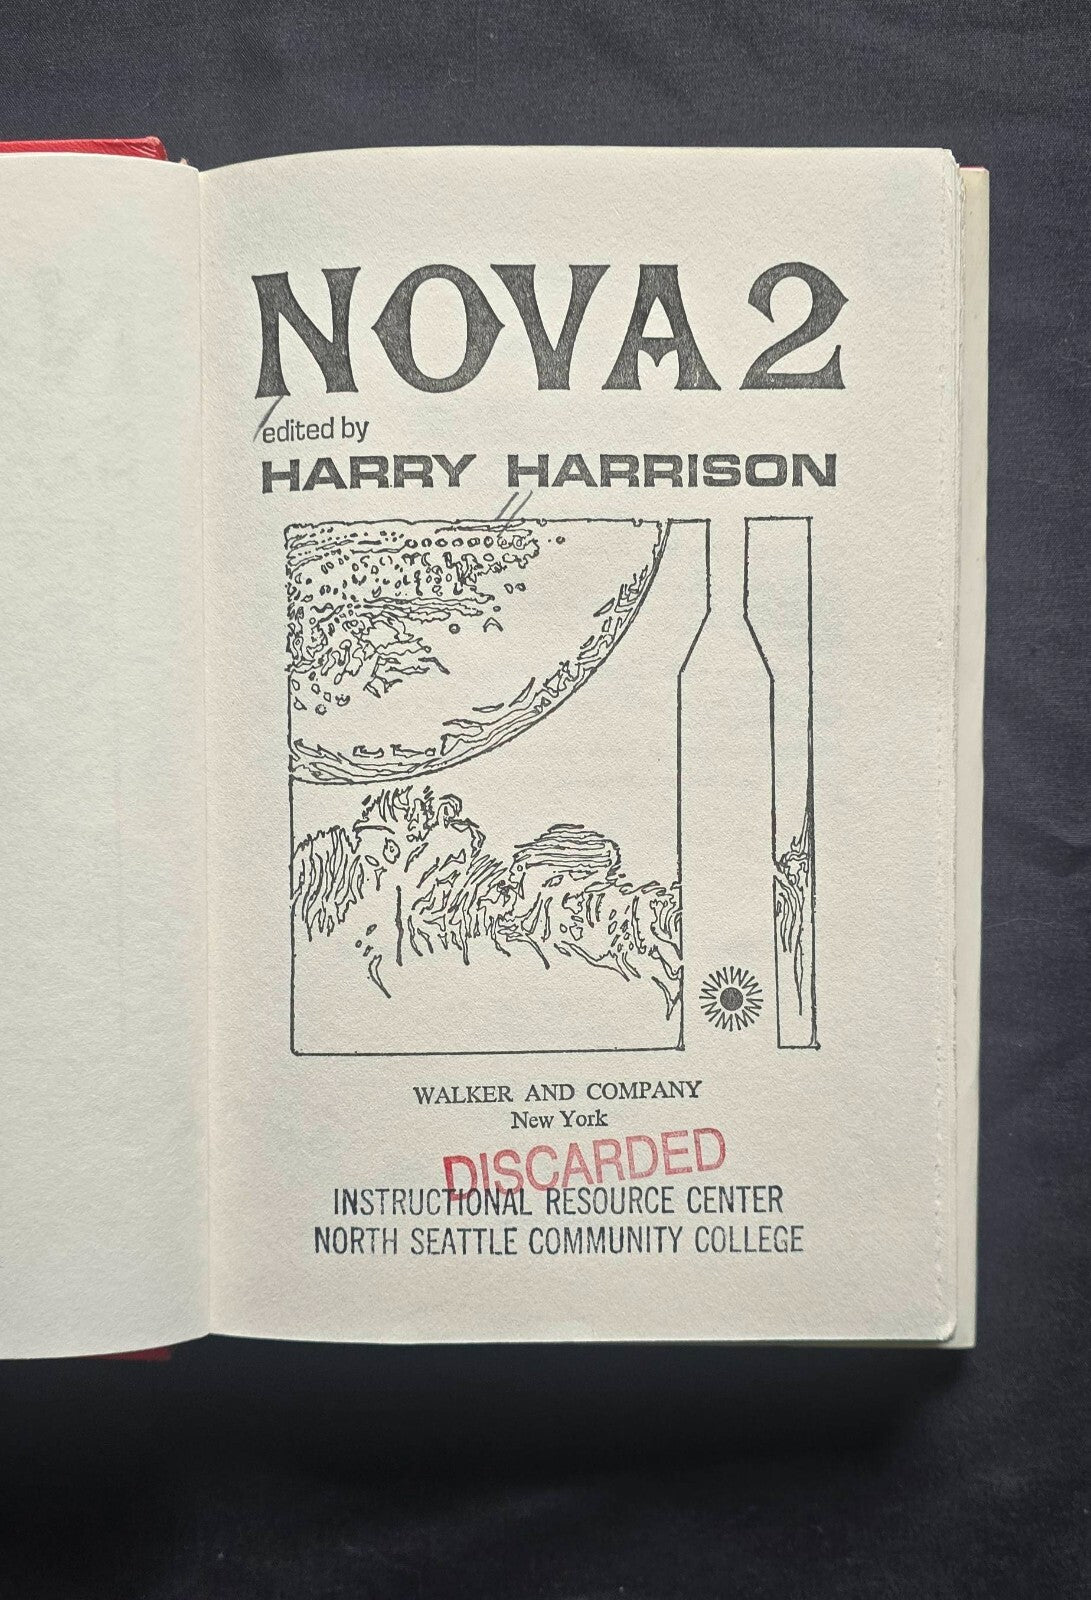 NOVA 2
edited by
HARRY HARRISON
WALKER AND COMPANY
New York
DISCARDED
INSTRUCTIONAL RESOURCE CENTER
NORTH SEATTLE COMMUNITY COLLEGE